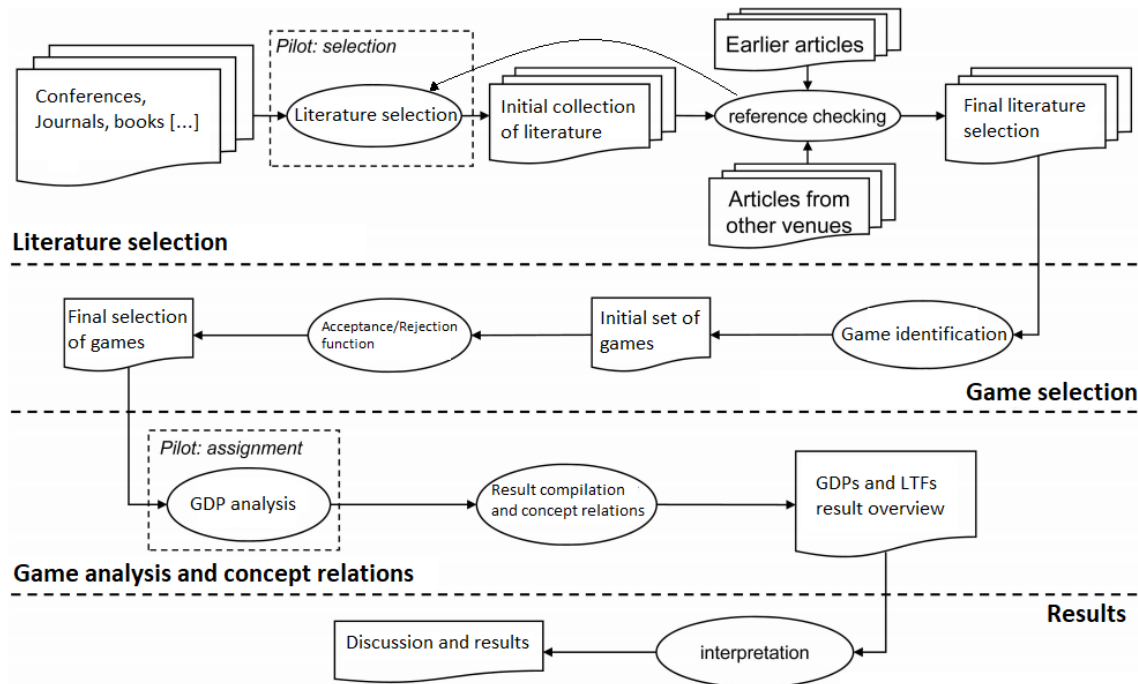 Pilot: selection
Earlier articles
Conferences,
Journals, books [...]
Literature selection
Initial collection
of literature
reference checking
Final literature
selection
Articles from
other venues
Literature selection
Final selection
of games
Acceptance/Rejection
function
Initial set of
games
Game identification
Game selection
Pilot: assignment
GDP analysis
Result compilation
and concept relations
GDPs and LTFs
result overview
Game analysis and concept relations
Results
Discussion and results
interpretation